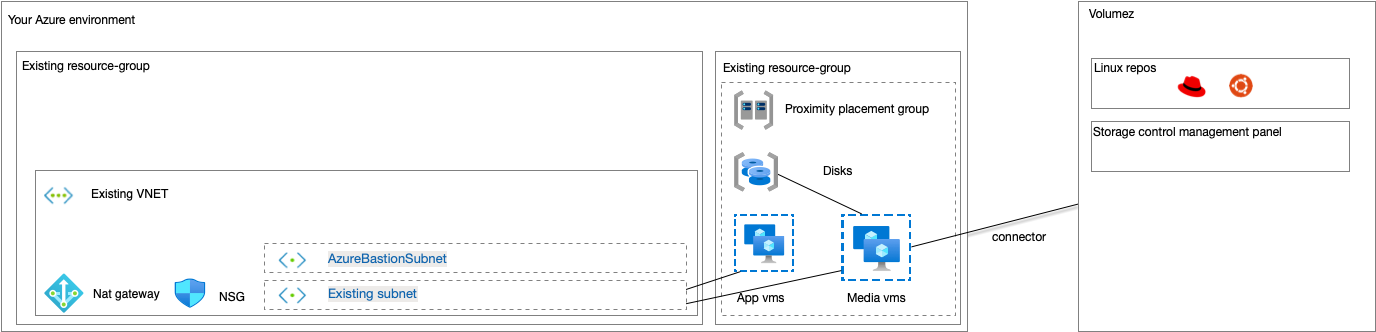 Your Azure environment
Existing resource-group
Existing VNET
Nat gateway
NSG
AzureBastionSubnet
Existing subnet
Existing resource-group
Proximity placement group
Disks
App vms
Media vms
connector
Volumez
Linux repos
Storage control management panel